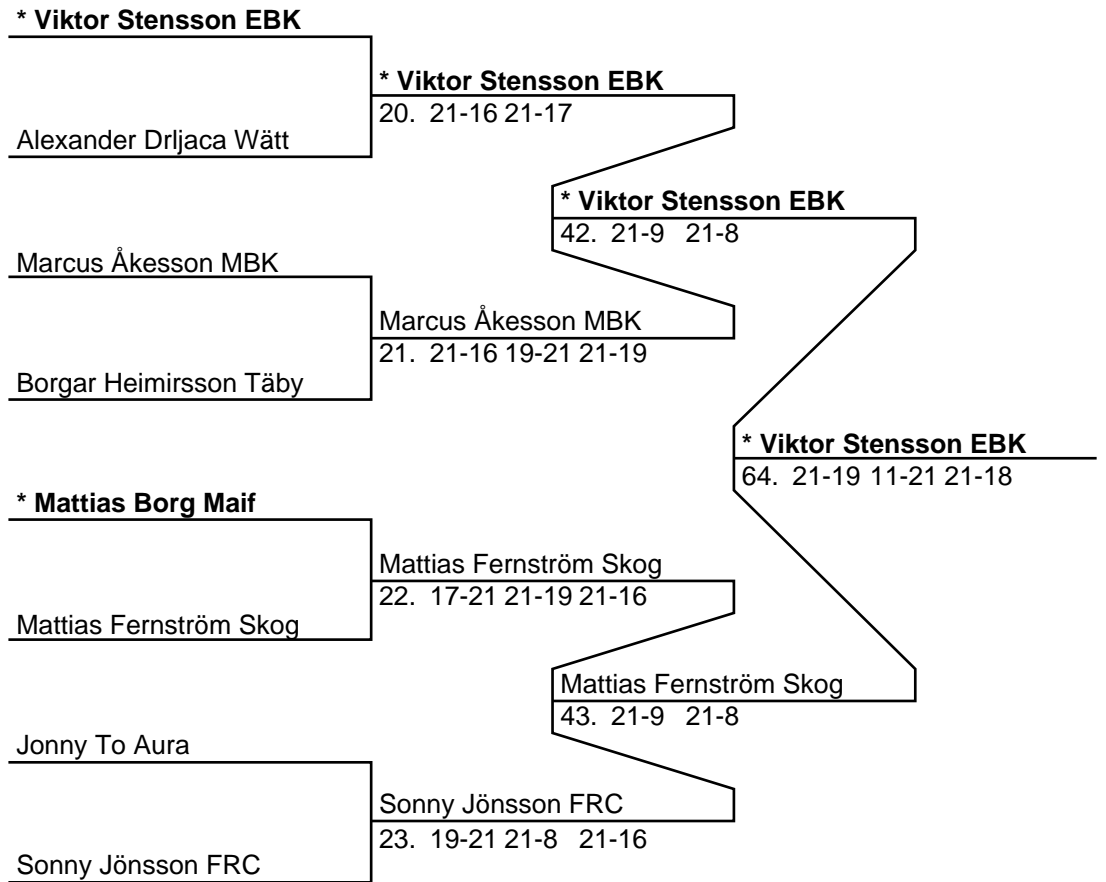 * Viktor Stensson EBK
* Viktor Stensson EBK
20. 21-16 21-17
Alexander Drljaca Wätt
* Viktor Stensson EBK
42. 21-9 21-8
Marcus Åkesson MBK
Marcus Åkesson MBK
21. 21-16 19-21 21-19
Borgar Heimirsson Täby
* Viktor Stensson EBK
64. 21-19 11-21 21-18
* Mattias Borg Maif
Mattias Fernström Skog
22. 17-21 21-19 21-16
Mattias Fernström Skog
Mattias Fernström Skog
43. 21-9 21-8
Jonny To Aura
Sonny Jönsson FRC
23. 19-21 21-8 21-16
Sonny Jönsson FRC